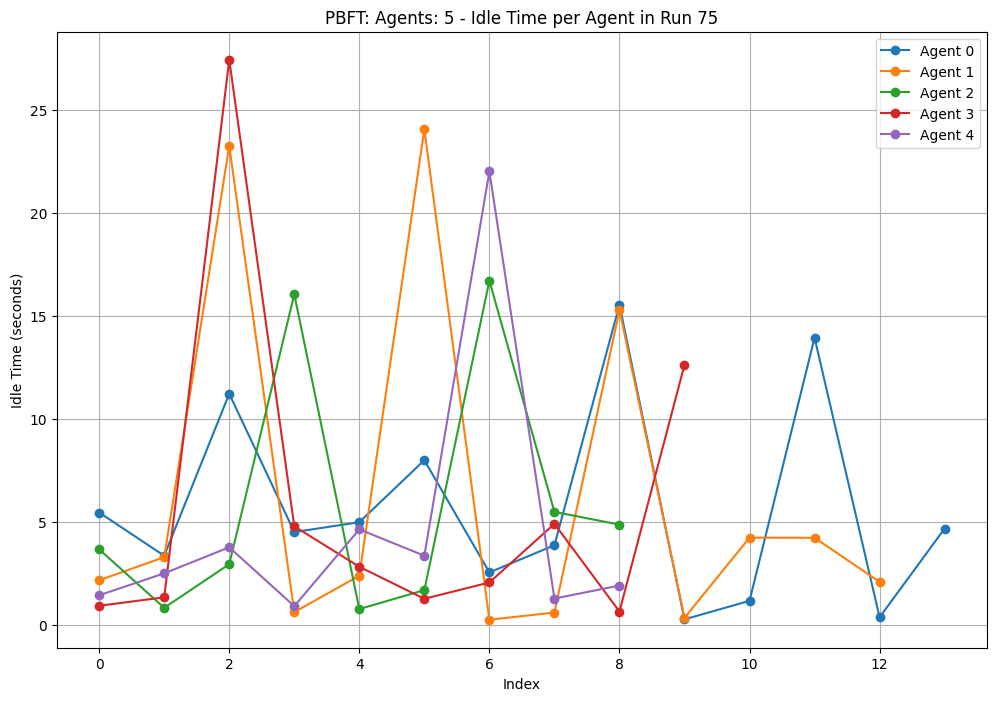 PBFT: Agents: 5 - Idle Time per Agent in Run 75
Agent 0
Agent 1
Agent 2
Agent 3
Agent 4
Idle Time (seconds)
25
20
15
10
5
0
0 2 4 6 8 10 12
Index